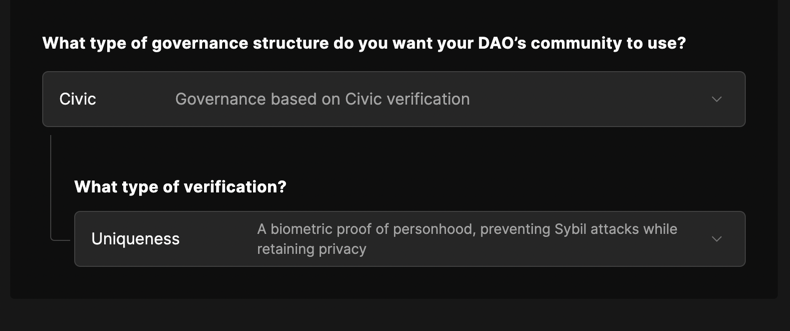 What type of governance structure do you want your DAO’s community to use?
Civic Governance based on Civic verification
What type of verification?
Uniqueness A biometric proof of personhood, preventing Sybil attacks while
retaining privacy